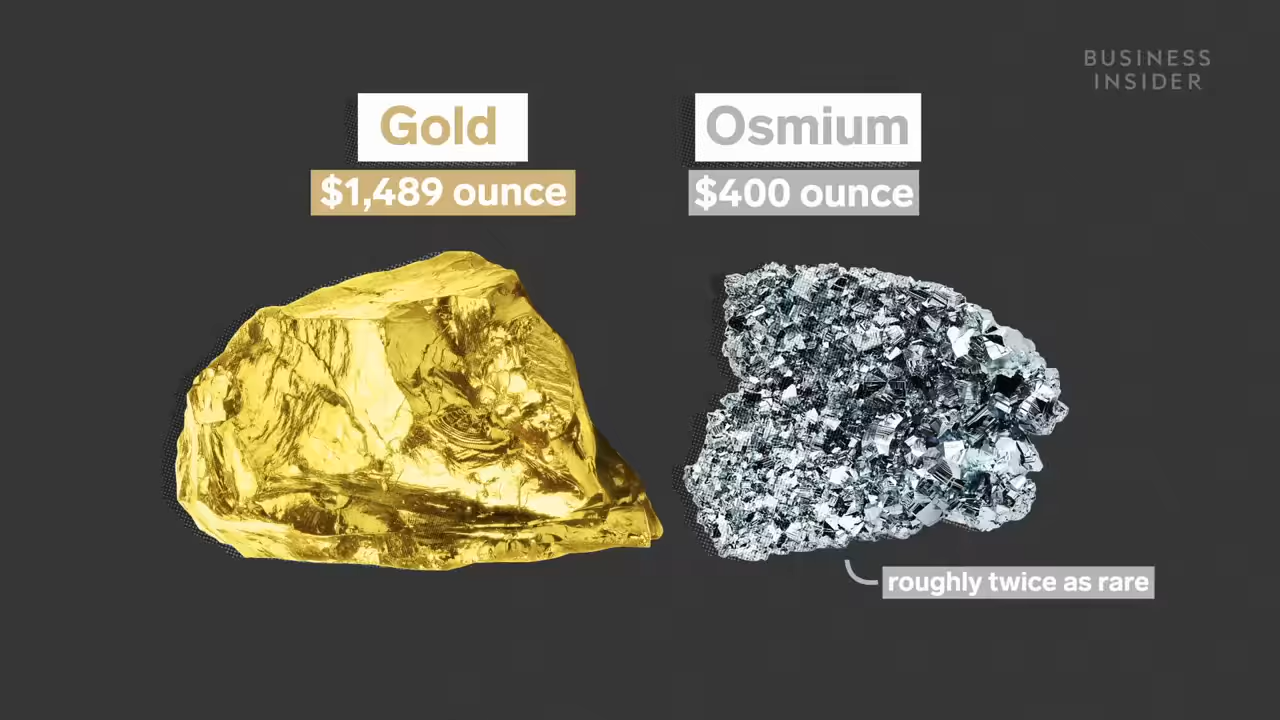 BUSINESS
INSIDER
Gold
$1,489 ounce
Osmium
$400 ounce
roughly twice as rare